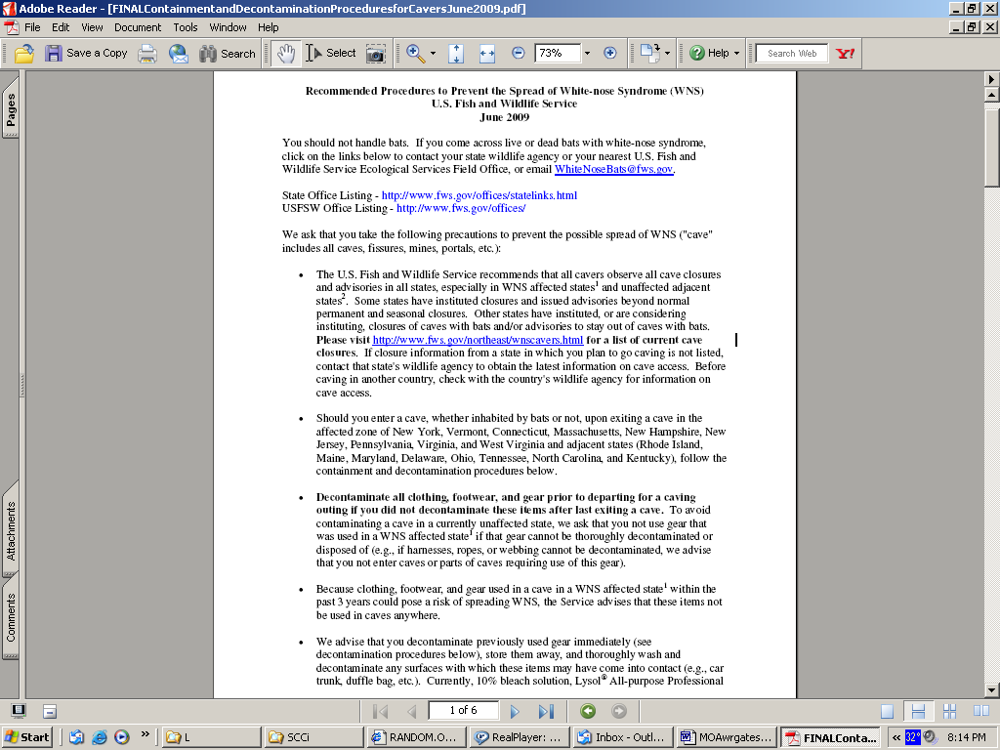 Adobe Reader - [FINALContainmentandDecontaminationProceduresforCaversJune2009.pdf]
File Edit View Document Tools Window Help
Save a Copy Search Select 73% Help Search Web Y!
Pages
Attachments
Comments
Recommended Procedures to Prevent the Spread of White-nose Syndrome (WNS)
U.S. Fish and Wildlife Service
June 2009
You should not handle bats. If you come across live or dead bats with white-nose syndrome,
click on the links below to contact your state wildlife agency or your nearest U.S. Fish and
Wildlife Service Ecological Services Field Office, or email WhiteNoseBats@fws.gov.
State Office Listing - http://www.fws.gov/offices/statelinks.html
USFSW Office Listing - http://www.fws.gov/offices/
We ask that you take the following precautions to prevent the possible spread of WNS ("cave"
includes all caves, fissures, mines, portals, etc.):
• The U.S. Fish and Wildlife Service recommends that all cavers observe all cave closures
and advisories in all states, especially in WNS affected states¹ and unaffected adjacent
states². Some states have instituted closures and issued advisories beyond normal
permanent and seasonal closures. Other states have instituted, or are considering
instituting, closures of caves with bats and/or advisories to stay out of caves with bats.
Please visit http://www.fws.gov/northeast/wnscavers.html for a list of current cave
closures. If closure information from a state in which you plan to go caving is not listed,
contact that state's wildlife agency to obtain the latest information on cave access. Before
caving in another country, check with the country's wildlife agency for information on
cave access.
• Should you enter a cave, whether inhabited by bats or not, upon exiting a cave in the
affected zone of New York, Vermont, Connecticut, Massachusetts, New Hampshire, New
Jersey, Pennsylvania, Virginia, and West Virginia and adjacent states (Rhode Island,
Maine, Maryland, Delaware, Ohio, Tennessee, North Carolina, and Kentucky), follow the
containment and decontamination procedures below.
• Decontaminate all clothing, footwear, and gear prior to departing for a caving
outing if you did not decontaminate these items after last exiting a cave. To avoid
contaminating a cave in a currently unaffected state, we ask that you not use gear that
was used in a WNS affected state¹ if that gear cannot be thoroughly decontaminated or
disposed of (e.g., if harnesses, ropes, or webbing cannot be decontaminated, we advise
that you not enter caves or parts of caves requiring use of this gear).
• Because clothing, footwear, and gear used in a cave in a WNS affected state¹ within the
past 3 years could pose a risk of spreading WNS, the Service advises that these items not
be used in caves anywhere.
• We advise that you decontaminate previously used gear immediately (see
decontamination procedures below), store them away, and thoroughly wash and
decontaminate any surfaces with which these items may have come into contact (e.g., car
trunk, duffle bag, etc.). Currently, 10% bleach solution, Lysol® All-purpose Professional
1 of 6
Start » L SCCi RANDOM.O... RealPlayer: ... Inbox - Outl... MOAwrgates... FINALConta... « 32° 8:14 PM